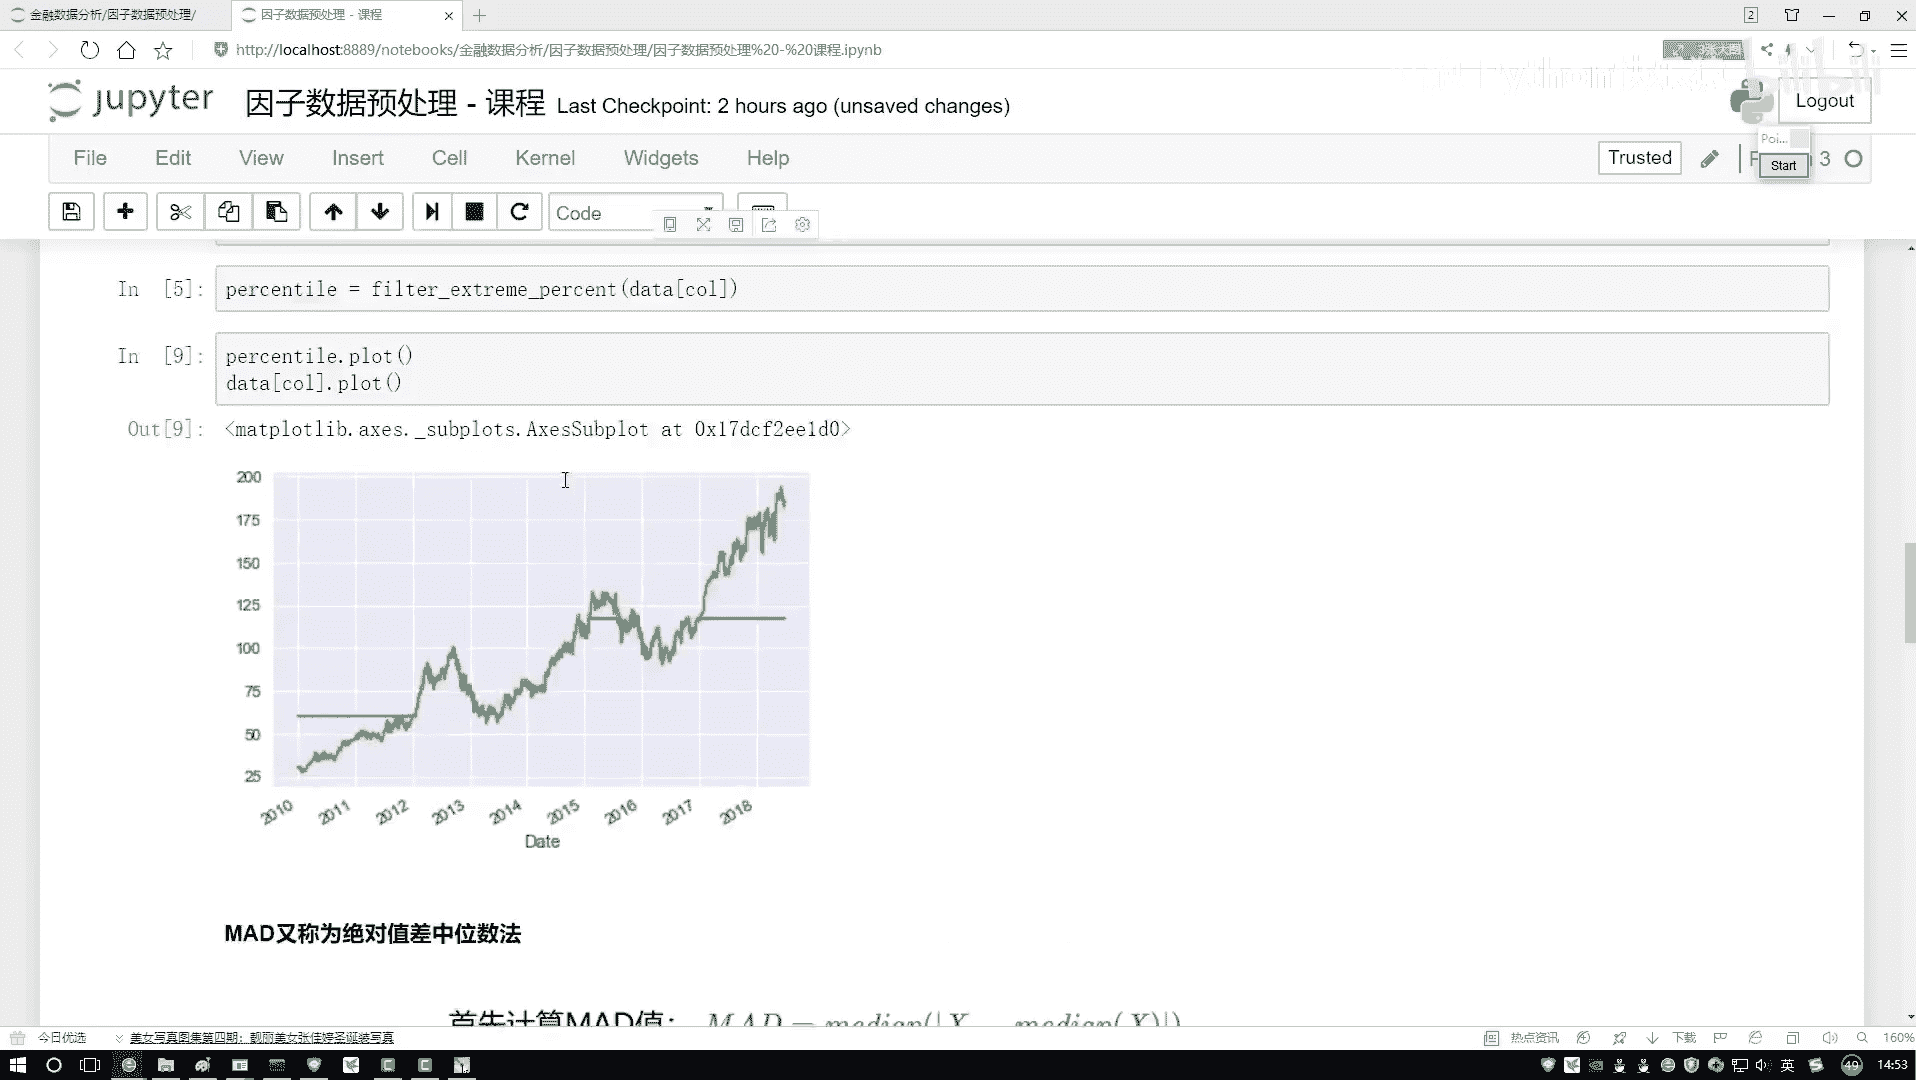 金融数据分析/因子数据预处理/
因子数据预处理 - 课程
2
http://localhost:8889/notebooks/金融数据分析/因子数据预处理/因子数据预处理%20-%20课程.ipynb
jupyter 因子数据预处理 - 课程 Last Checkpoint: 2 hours ago (unsaved changes)
Logout
File Edit View Insert Cell Kernel Widgets Help
Trusted
3
Poi...
Start
Code
In [5]: percentile = filter_extreme_percent(data[col])
In [9]: percentile.plot()
data[col].plot()
Out[9]: <matplotlib.axes._subplots.AxesSubplot at 0x17dcf2ee1d0>
200
175
150
125
100
75
50
25
2010 2011 2012 2013 2014 2015 2016 2017 2018
Date
MAD又称为绝对值差中位数法
首先计算MAD值： MAD = median(|X - median(X)|)
今日优选
美女写真图集第四期：靓丽美女张佳婷圣诞装写真
热点资讯
下载
160%
英
49
14:53